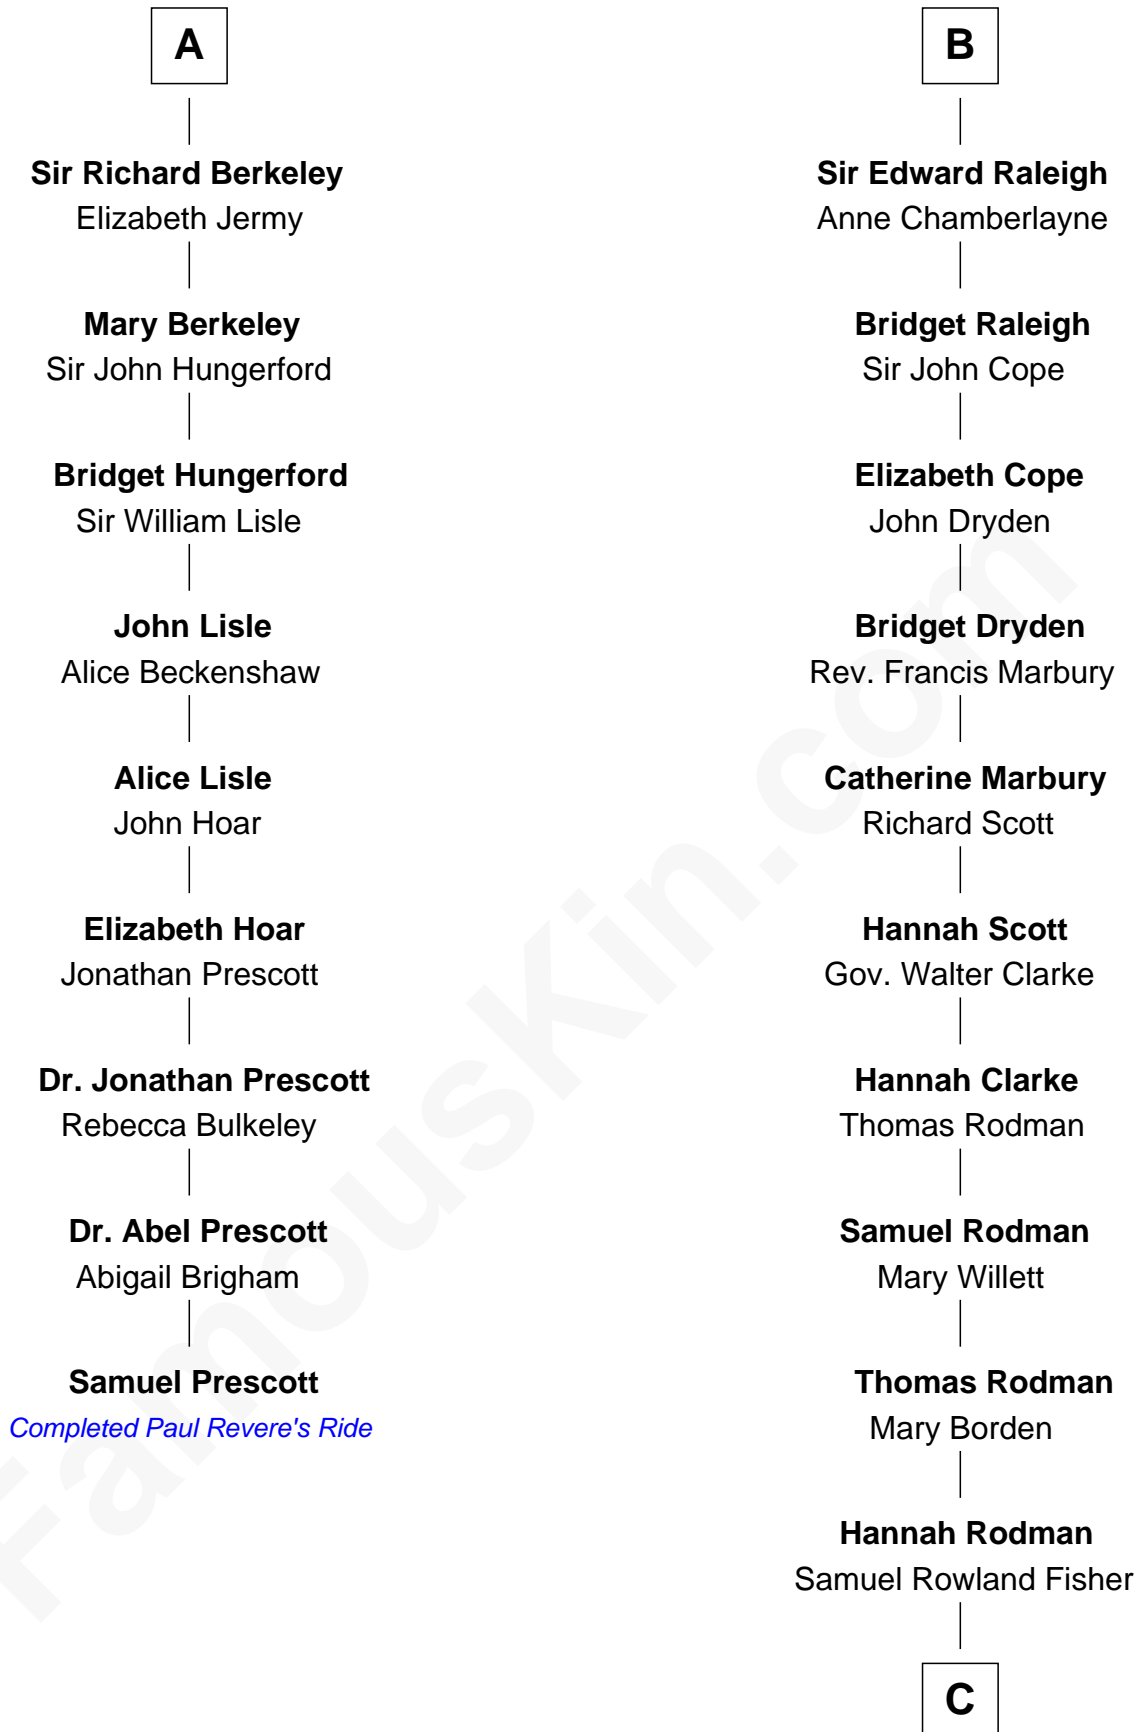 A
Sir Richard Berkeley
Elizabeth Jermy
Mary Berkeley
Sir John Hungerford
Bridget Hungerford
Sir William Lisle
John Lisle
Alice Beckenshaw
Alice Lisle
John Hoar
Elizabeth Hoar
Jonathan Prescott
Dr. Jonathan Prescott
Rebecca Bulkeley
Dr. Abel Prescott
Abigail Brigham
Samuel Prescott
Completed Paul Revere's Ride
B
Sir Edward Raleigh
Anne Chamberlayne
Bridget Raleigh
Sir John Cope
Elizabeth Cope
John Dryden
Bridget Dryden
Rev. Francis Marbury
Catherine Marbury
Richard Scott
Hannah Scott
Gov. Walter Clarke
Hannah Clarke
Thomas Rodman
Samuel Rodman
Mary Willett
Thomas Rodman
Mary Borden
Hannah Rodman
Samuel Rowland Fisher
C
FamousKin.com